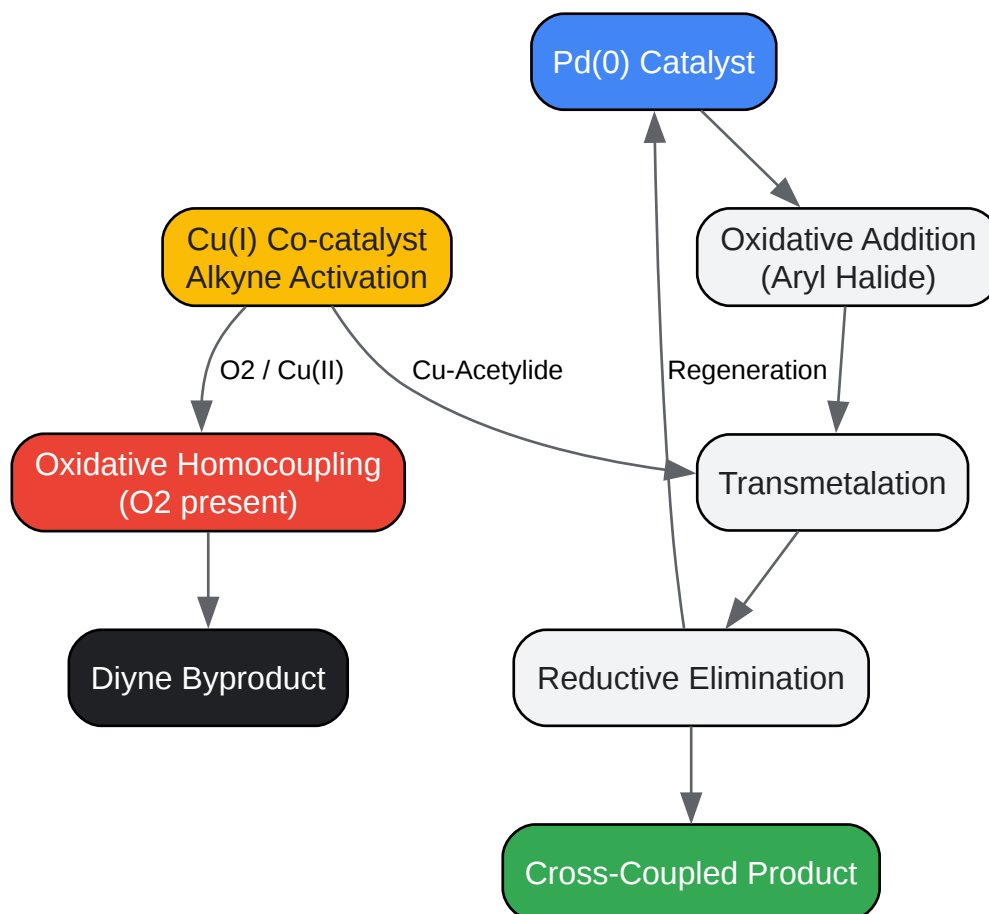 Pd(0) Catalyst
Cu(I) Co-catalyst
Alkyne Activation
Oxidative Addition
(Aryl Halide)
O2 / Cu(II)
Cu-Acetylide
Regeneration
Oxidative Homocoupling
(O2 present)
Transmetalation
Diyne Byproduct
Reductive Elimination
Cross-Coupled Product